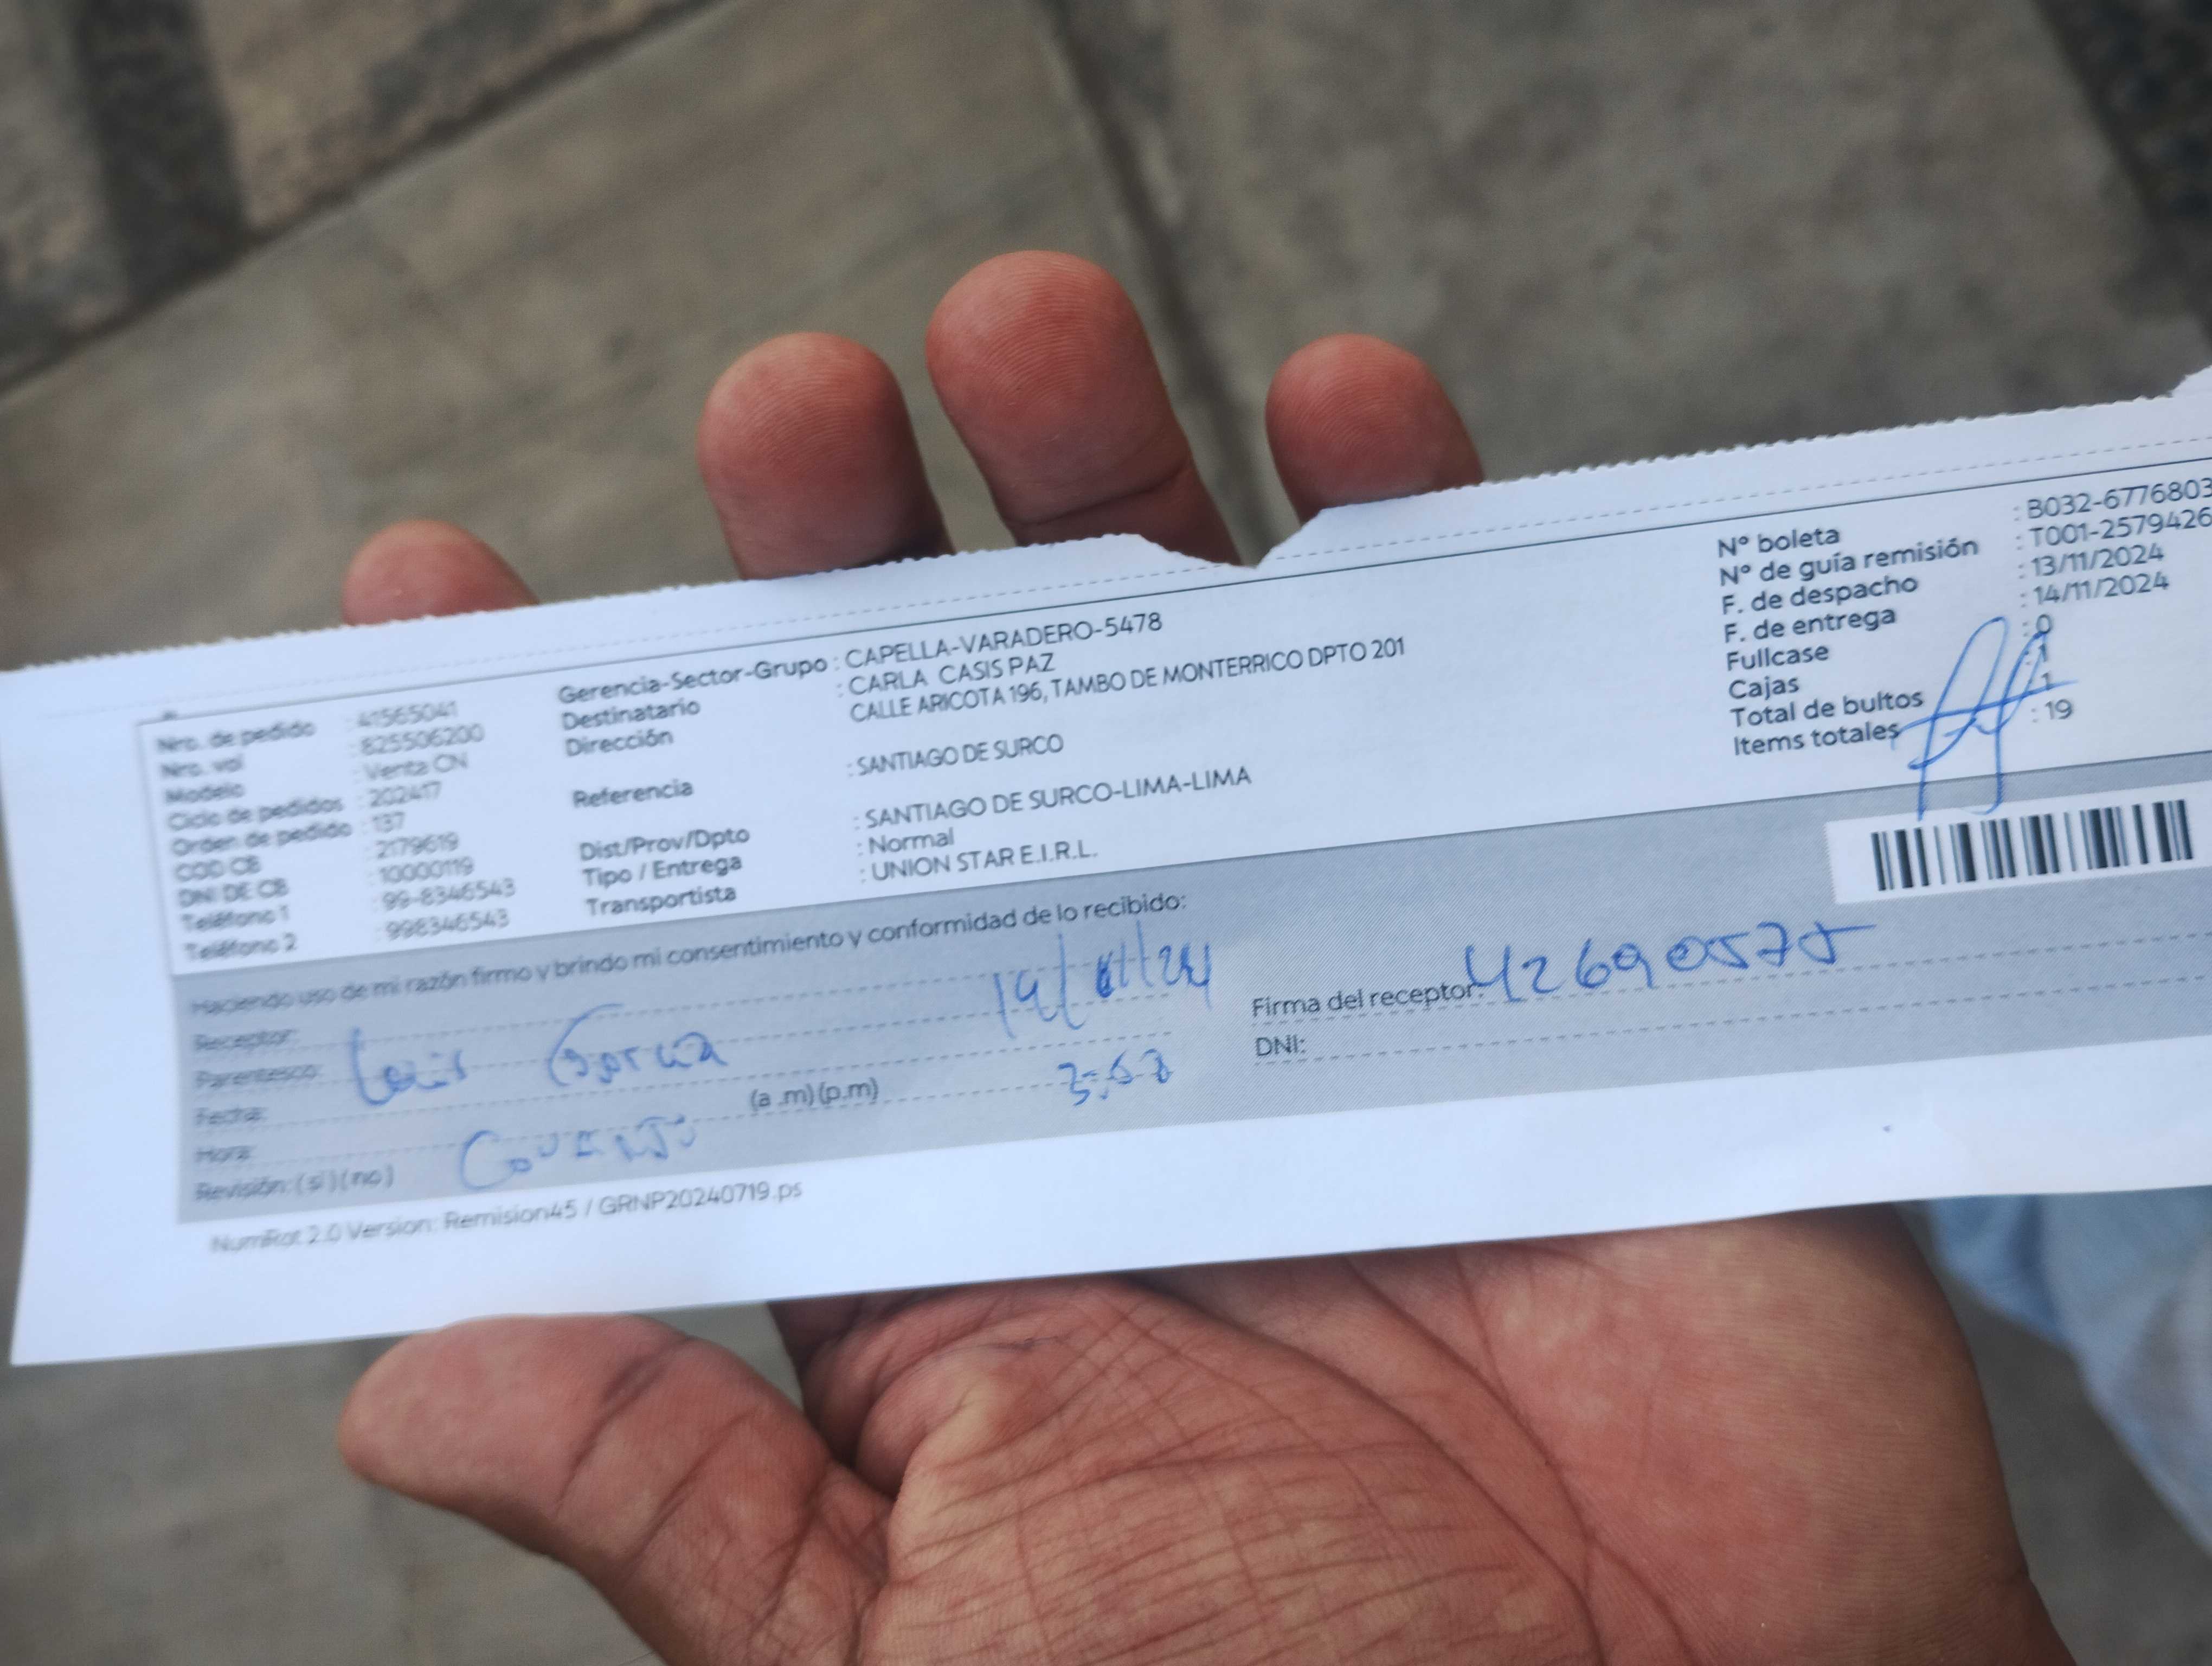 Nro. de pedido : 41565041
Nro. vol : 825506200
Modelo : Venta CN
Ciclo de pedidos : 202417
Orden de pedido : 137
COD CB : 2179619
DNI DE CB : 10000119
Teléfono 1 : 99-8346543
Teléfono 2 : 998346543
Gerencia-Sector-Grupo : CAPELLA-VARADERO-5478
Destinatario : CARLA CASIS PAZ
Dirección CALLE ARICOTA 196, TAMBO DE MONTERRICO DPTO 201
: SANTIAGO DE SURCO
Referencia
Dist/Prov/Dpto : SANTIAGO DE SURCO-LIMA-LIMA
Tipo / Entrega : Normal
Transportista : UNION STAR E.I.R.L.
N° boleta : B032-6776803
N° de guía remisión : T001-2579426
F. de despacho : 13/11/2024
F. de entrega : 14/11/2024
Fullcase : 0
Cajas : 1
Total de bultos : 1
Items totales : 19
Haciendo uso de mi razón firmo y brindo mi consentimiento y conformidad de lo recibido:
Receptor:
Parentesco: Luis Garcia
Fecha:
Hora: (a .m) (p.m) 3:57
Revisión: ( si ) ( no )
Firma del receptor: 42690575
DNI:
NumRot 2.0 Version: Remision45 / GRNP20240719.ps